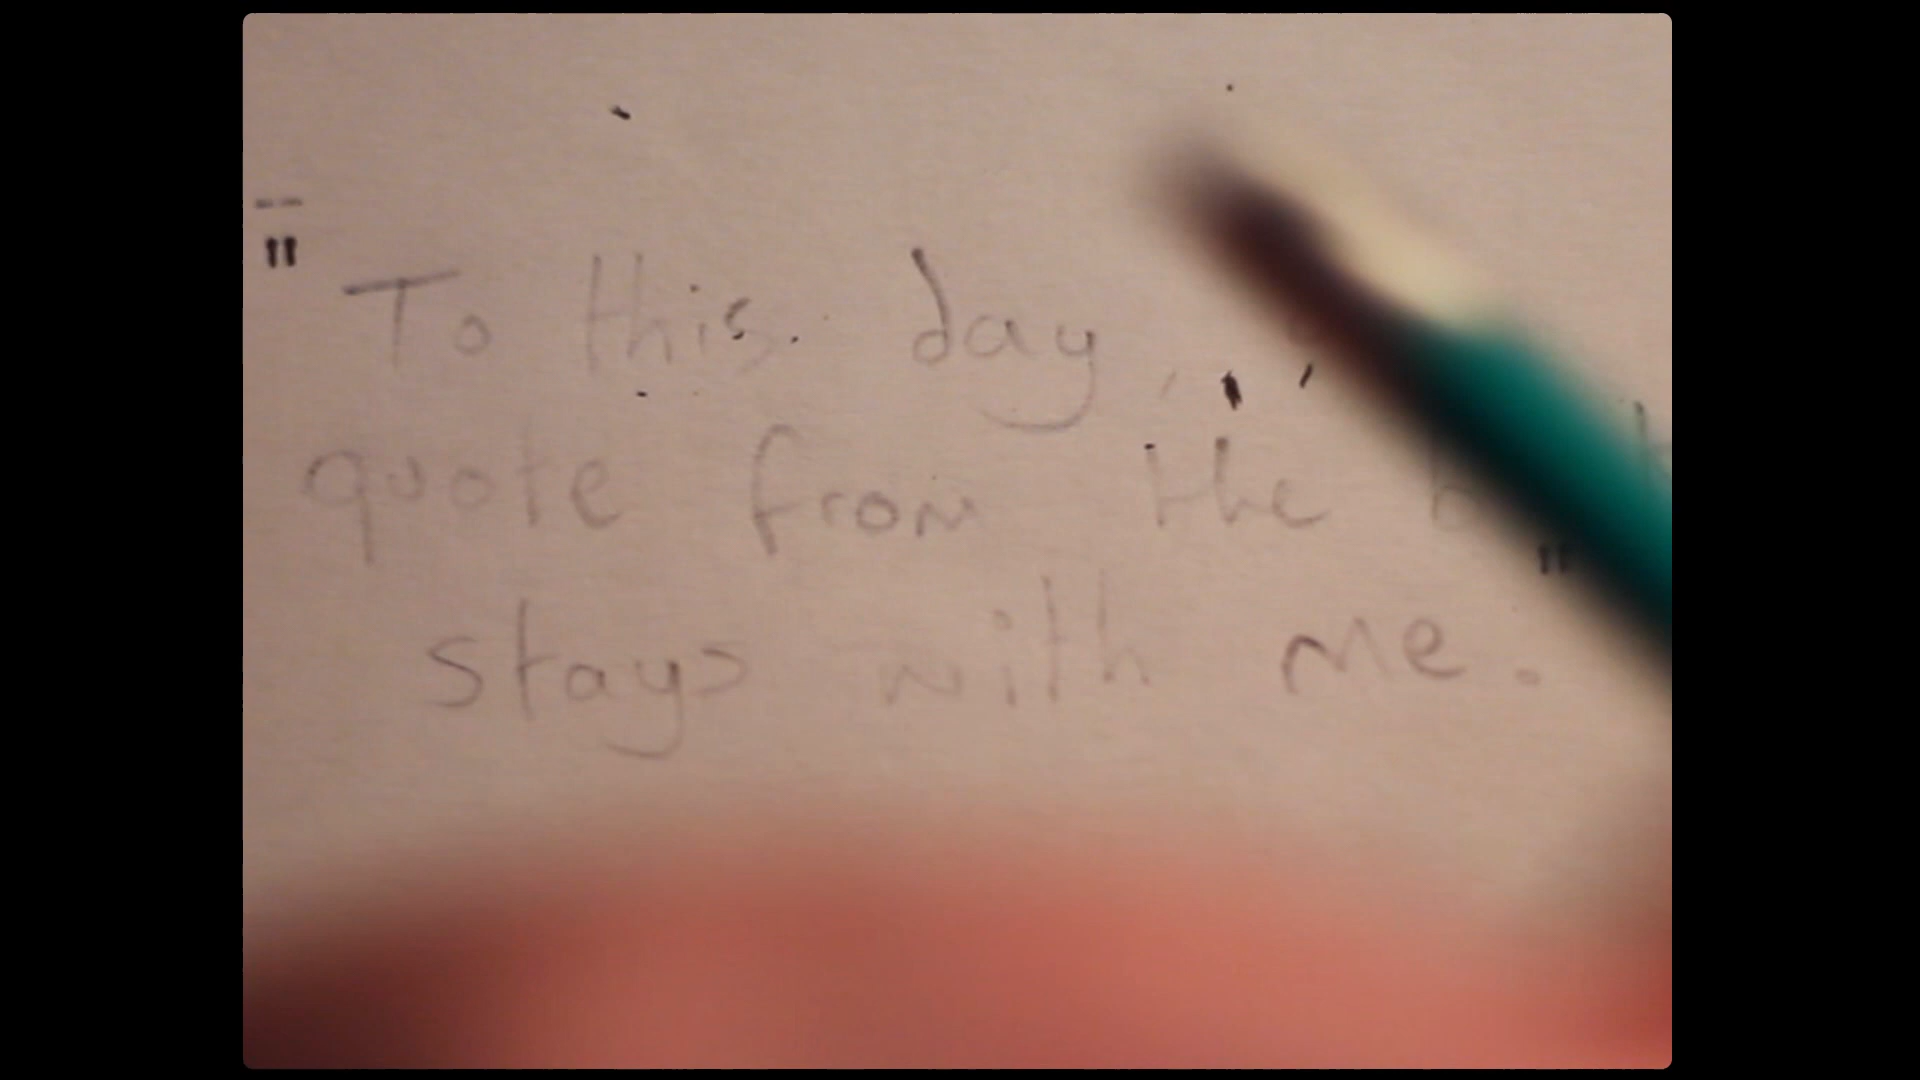 "To this day,
quote from the
stays with me.